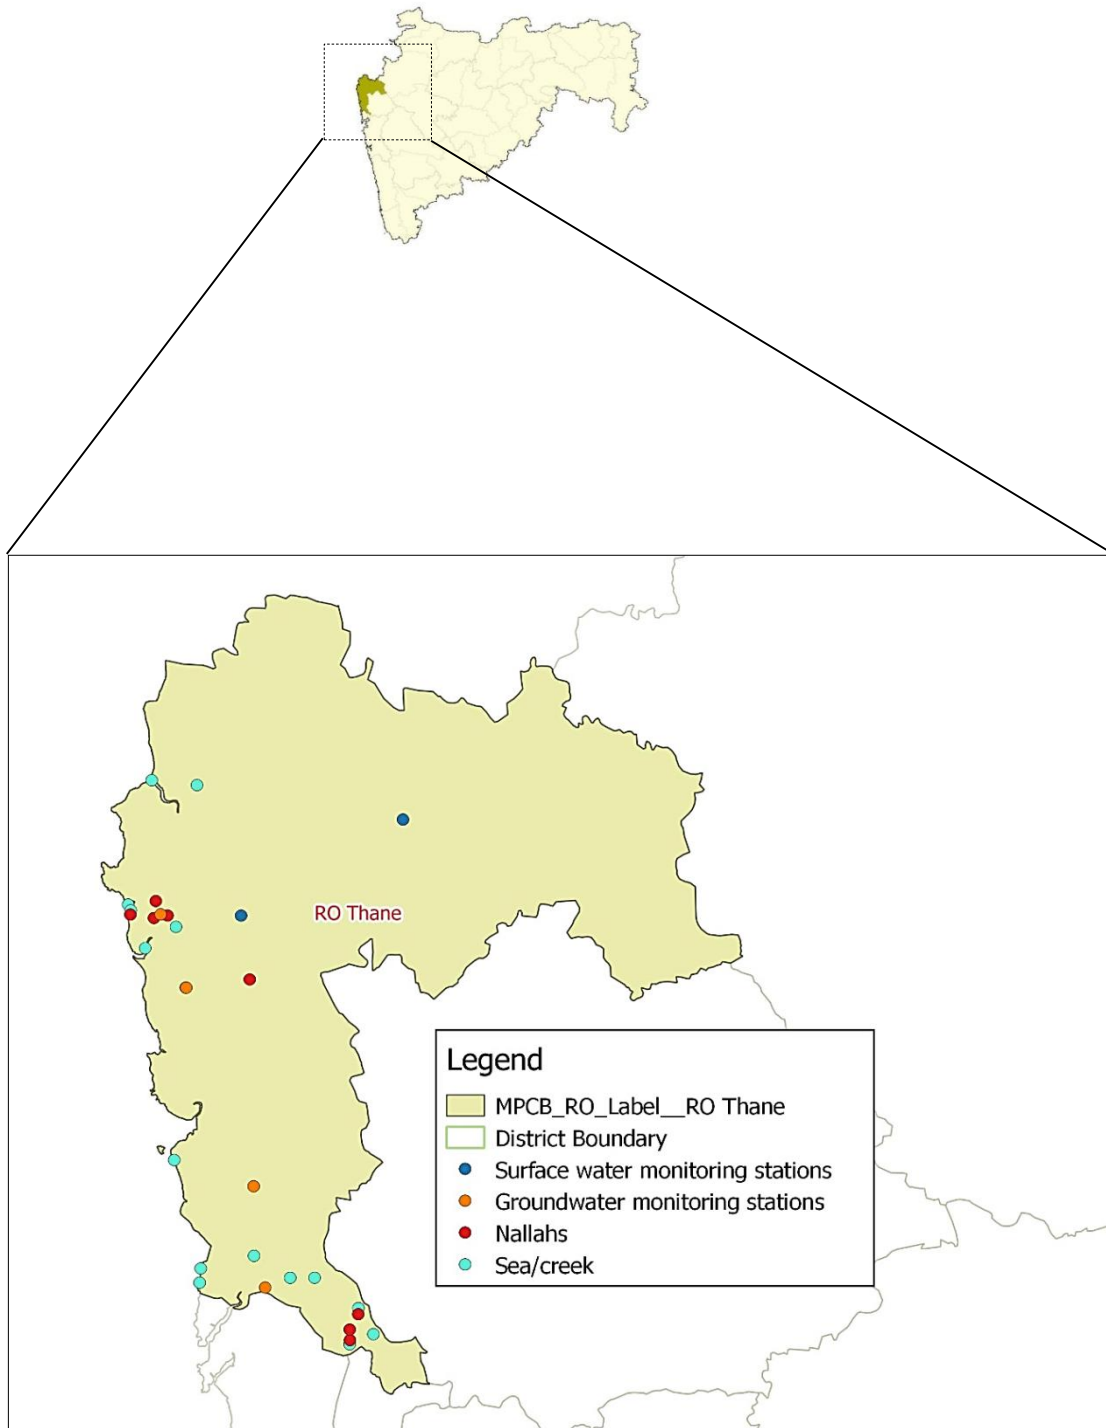 RO Thane
Legend
MPCB_RO_Label__RO Thane
District Boundary
Surface water monitoring stations
Groundwater monitoring stations
Nallahs
Sea/creek